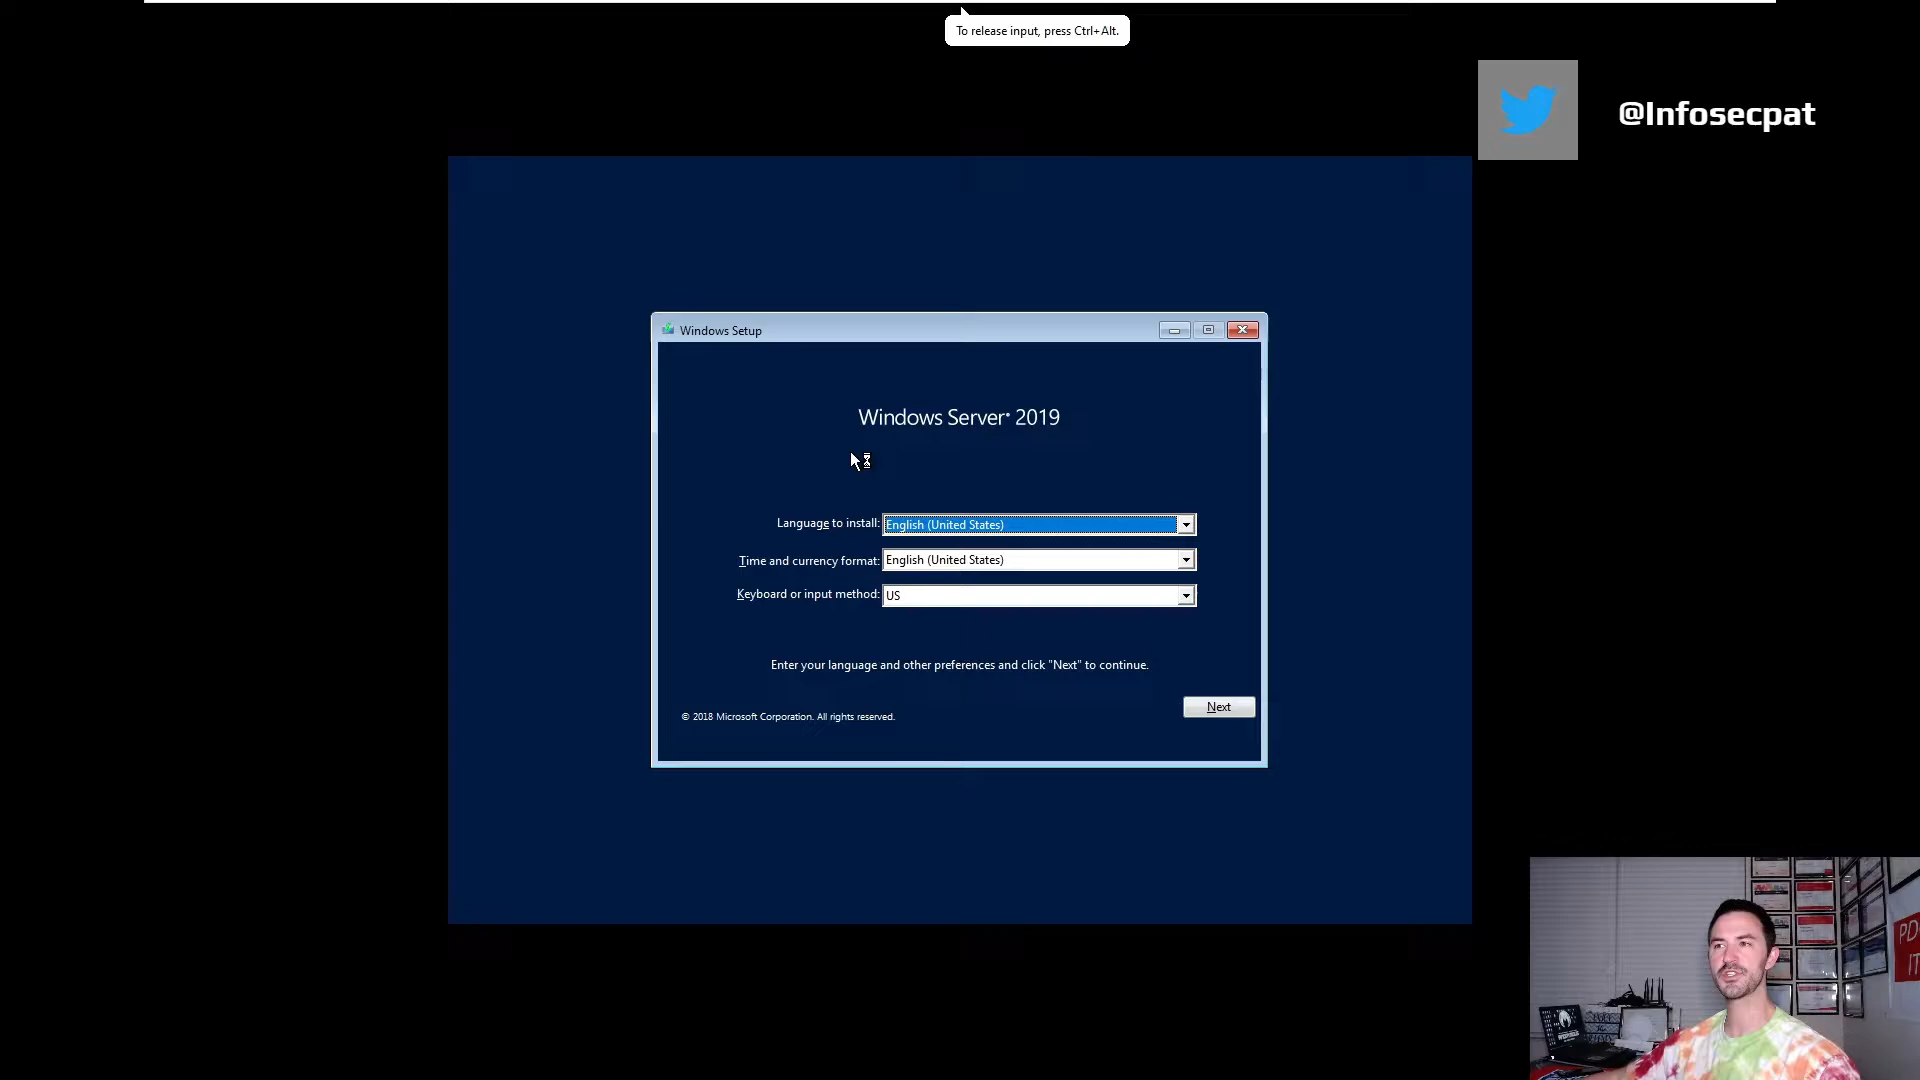 To release input, press Ctrl+Alt.
@Infosecpat
Windows Setup
Windows Server® 2019
Language to install: English (United States)
Time and currency format: English (United States)
Keyboard or input method: US
Enter your language and other preferences and click "Next" to continue.
Next
© 2018 Microsoft Corporation. All rights reserved.
PD
IT